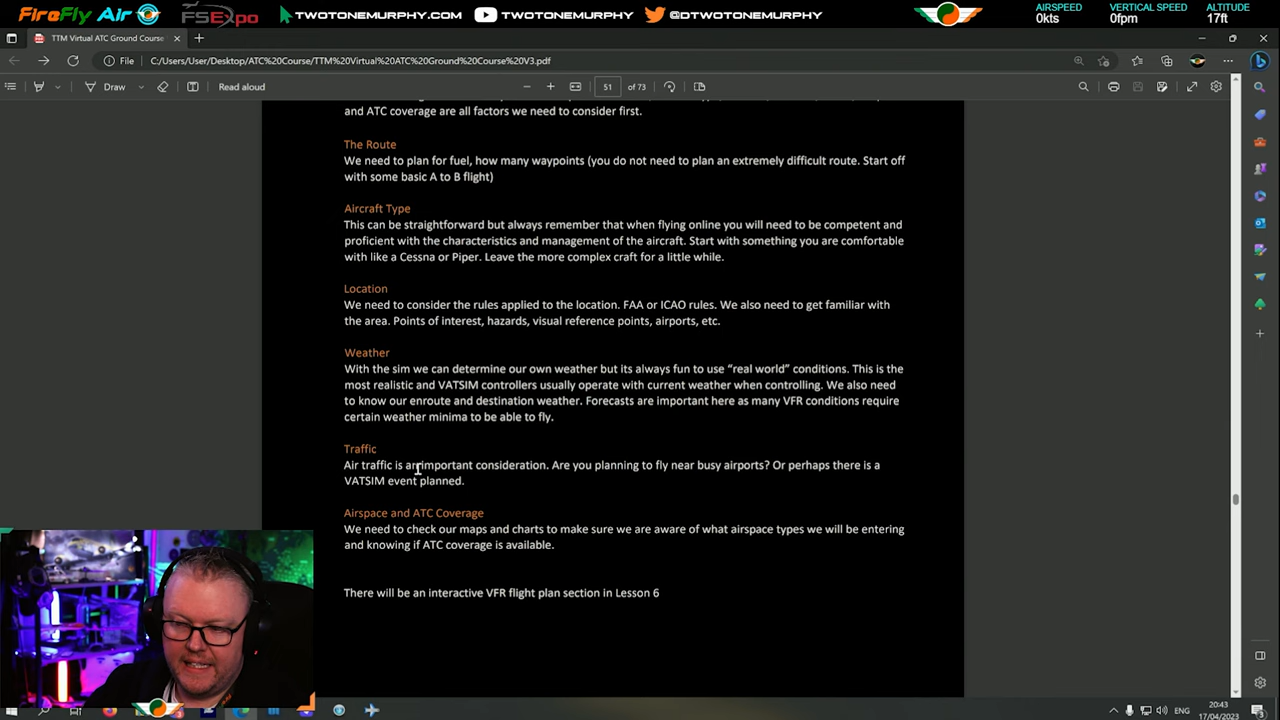 FireFly Air FSExpo TWOTONEMURPHY.COM TWOTONEMURPHY @DTWOTONEMURPHY AIRSPEED VERTICAL SPEED ALTITUDE
0kts 0fpm 17ft
TTM Virtual ATC Ground Course
File C:/Users/User/Desktop/ATC%20Course/TTM%20Virtual%20ATC%20Ground%20Course%20V3.pdf
Draw Read aloud 51 of 73
and ATC coverage are all factors we need to consider first.
The Route
We need to plan for fuel, how many waypoints (you do not need to plan an extremely difficult route. Start off
with some basic A to B flight)
Aircraft Type
This can be straightforward but always remember that when flying online you will need to be competent and
proficient with the characteristics and management of the aircraft. Start with something you are comfortable
with like a Cessna or Piper. Leave the more complex craft for a little while.
Location
We need to consider the rules applied to the location. FAA or ICAO rules. We also need to get familiar with
the area. Points of interest, hazards, visual reference points, airports, etc.
Weather
With the sim we can determine our own weather but its always fun to use “real world” conditions. This is the
most realistic and VATSIM controllers usually operate with current weather when controlling. We also need
to know our enroute and destination weather. Forecasts are important here as many VFR conditions require
certain weather minima to be able to fly.
Traffic
Air traffic is an important consideration. Are you planning to fly near busy airports? Or perhaps there is a
VATSIM event planned.
Airspace and ATC Coverage
We need to check our maps and charts to make sure we are aware of what airspace types we will be entering
and knowing if ATC coverage is available.
There will be an interactive VFR flight plan section in Lesson 6
ENG 20:43
17/04/2023